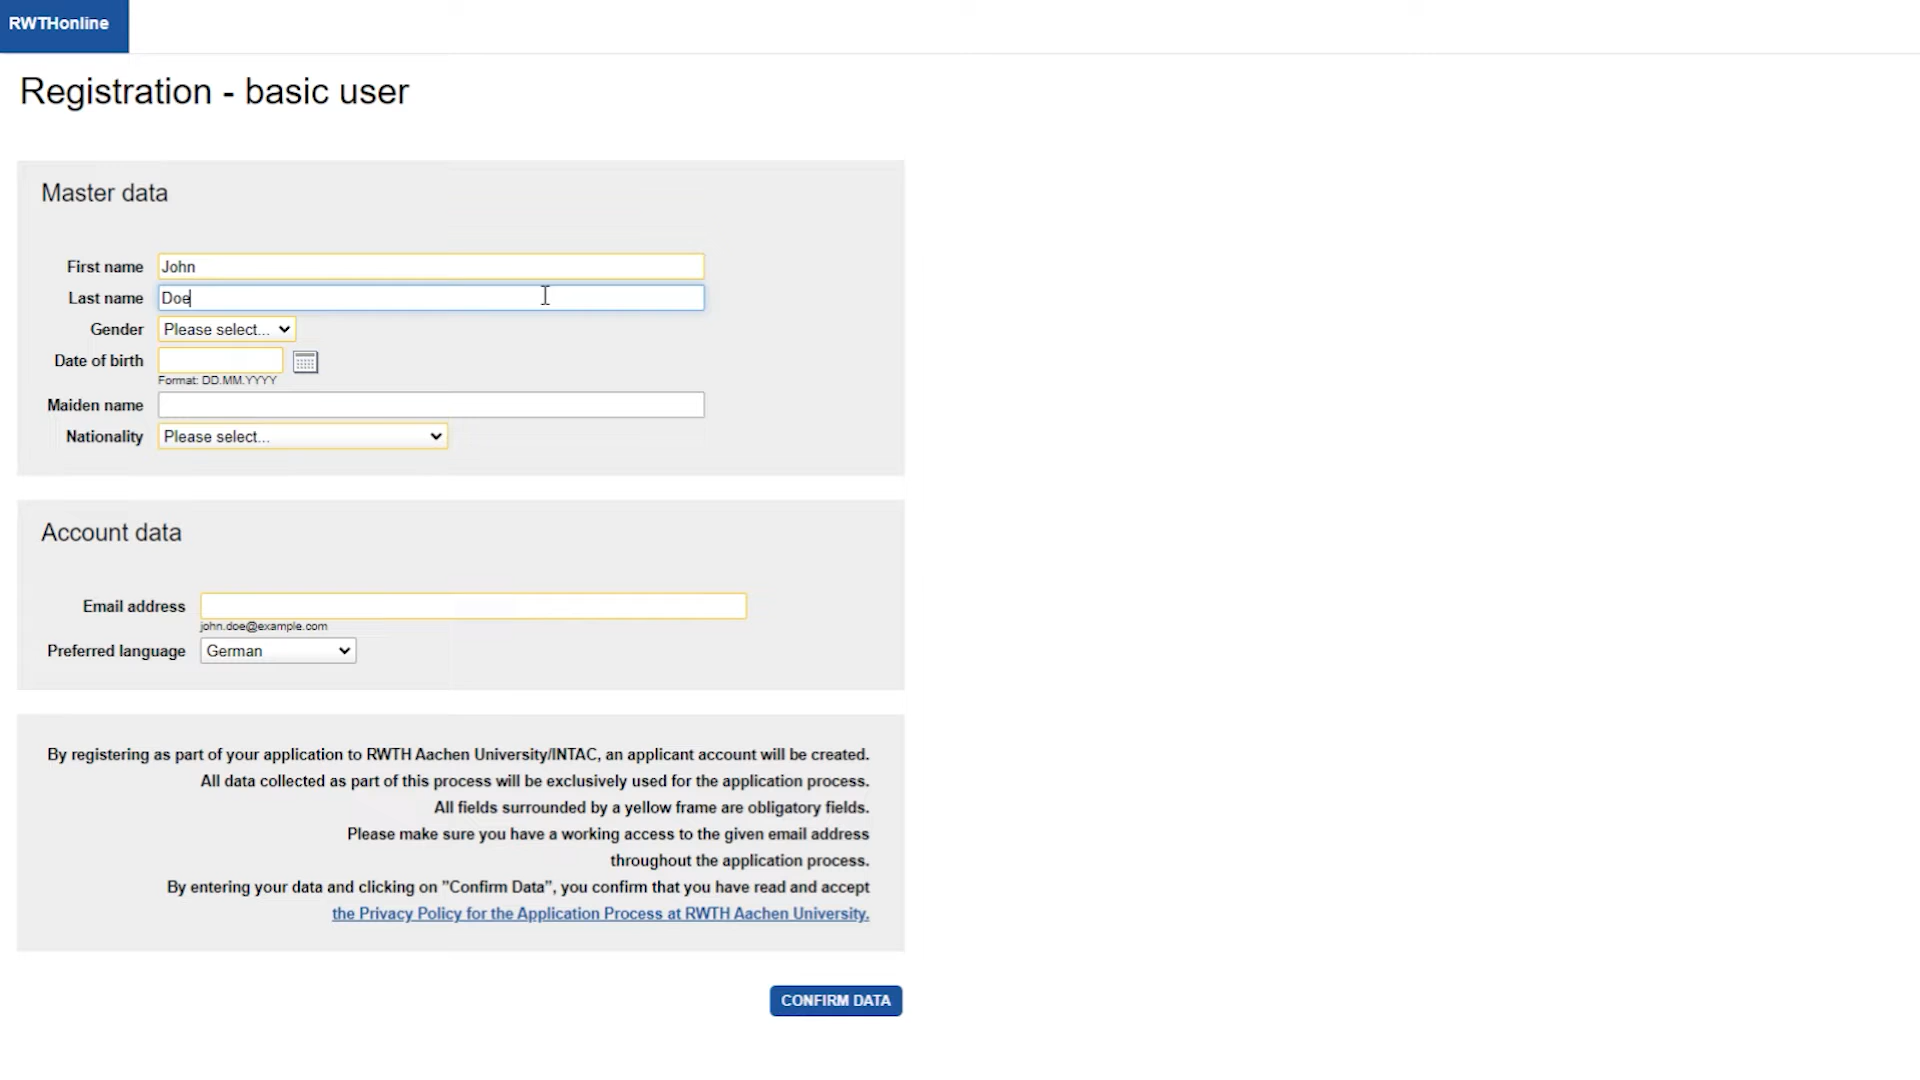 RWTHonline
Registration - basic user
Master data
First name John
Last name Doe
Gender Please select...
Date of birth
Format: DD.MM.YYYY
Maiden name
Nationality Please select...
Account data
Email address
john.doe@example.com
Preferred language German
By registering as part of your application to RWTH Aachen University/INTAC, an applicant account will be created.
All data collected as part of this process will be exclusively used for the application process.
All fields surrounded by a yellow frame are obligatory fields.
Please make sure you have a working access to the given email address
throughout the application process.
By entering your data and clicking on "Confirm Data", you confirm that you have read and accept
the Privacy Policy for the Application Process at RWTH Aachen University.
CONFIRM DATA